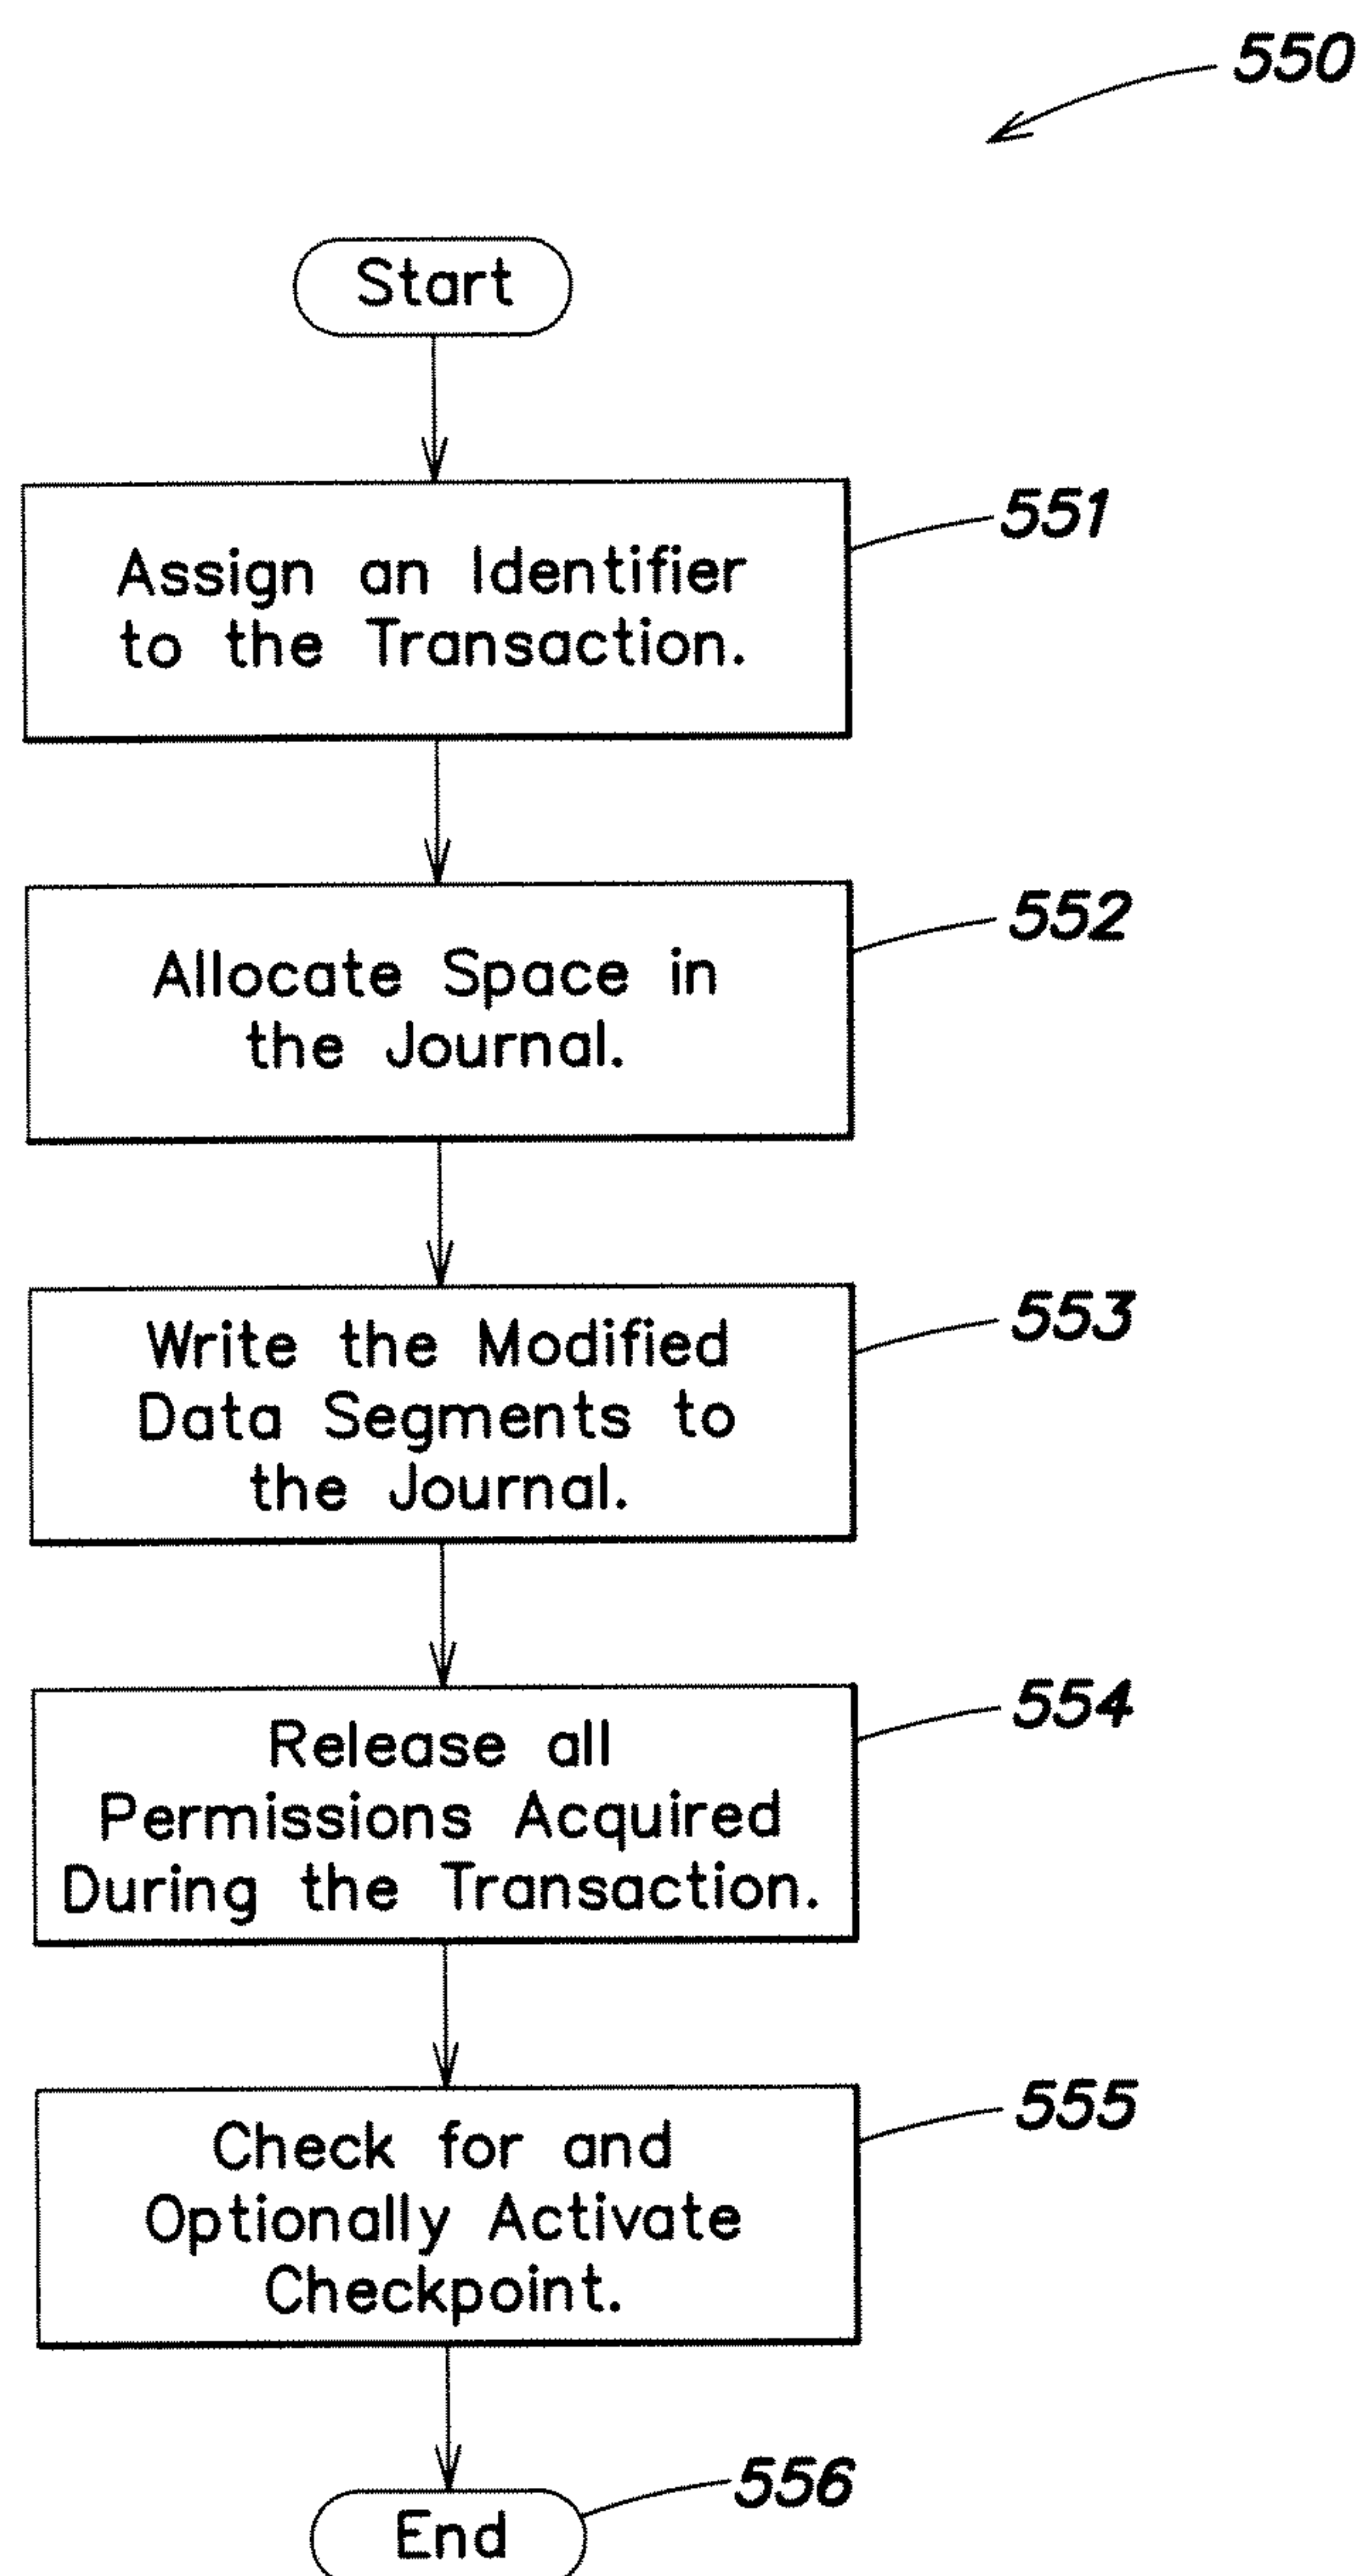 550
Start
551
Assign an Identifier
to the Transaction.
552
Allocate Space in
the Journal.
553
Write the Modified
Data Segments to
the Journal.
554
Release all
Permissions Acquired
During the Transaction.
555
Check for and
Optionally Activate
Checkpoint.
556
End